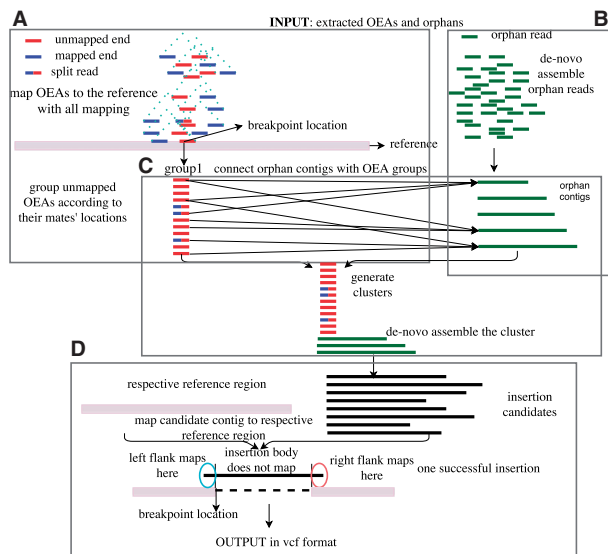 INPUT: extracted OEAs and orphans
A
unmapped end
mapped end
split read
map OEAs to the reference
with all mapping
breakpoint location
reference
group unmapped
OEAs according to
their mates' locations
B
orphan read
de-novo
assemble
orphan reads
C
group1
connect orphan contigs with OEA groups
orphan
contigs
generate
clusters
de-novo assemble the cluster
D
respective reference region
insertion
candidates
map candidate contig to respective
reference region
left flank maps
here
insertion body
does not map
right flank maps
here
one successful insertion
breakpoint location
OUTPUT in vcf format